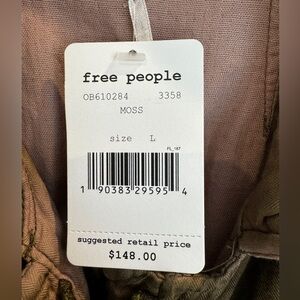 free people
OB610284 3358
MOSS
size L
1 90383 29595 4
suggested retail price
$148.00